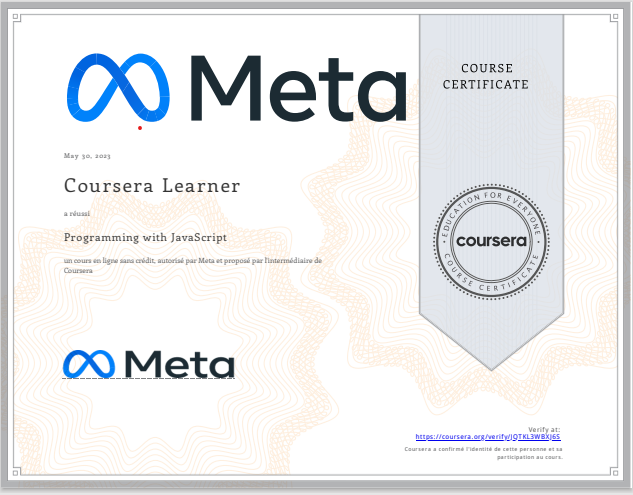 Meta
COURSE
CERTIFICATE
May 30, 2023
Coursera Learner
a réussi
Programming with JavaScript
un cours en ligne sans crédit, autorisé par Meta et proposé par l'intermédiaire de
Coursera
EDUCATION FOR EVERYONE
coursera
COURSE CERTIFICATE
Meta
Verify at:
https://coursera.org/verify/JQTKL3WBXJ6S
Coursera a confirmé l'identité de cette personne et sa
participation au cours.